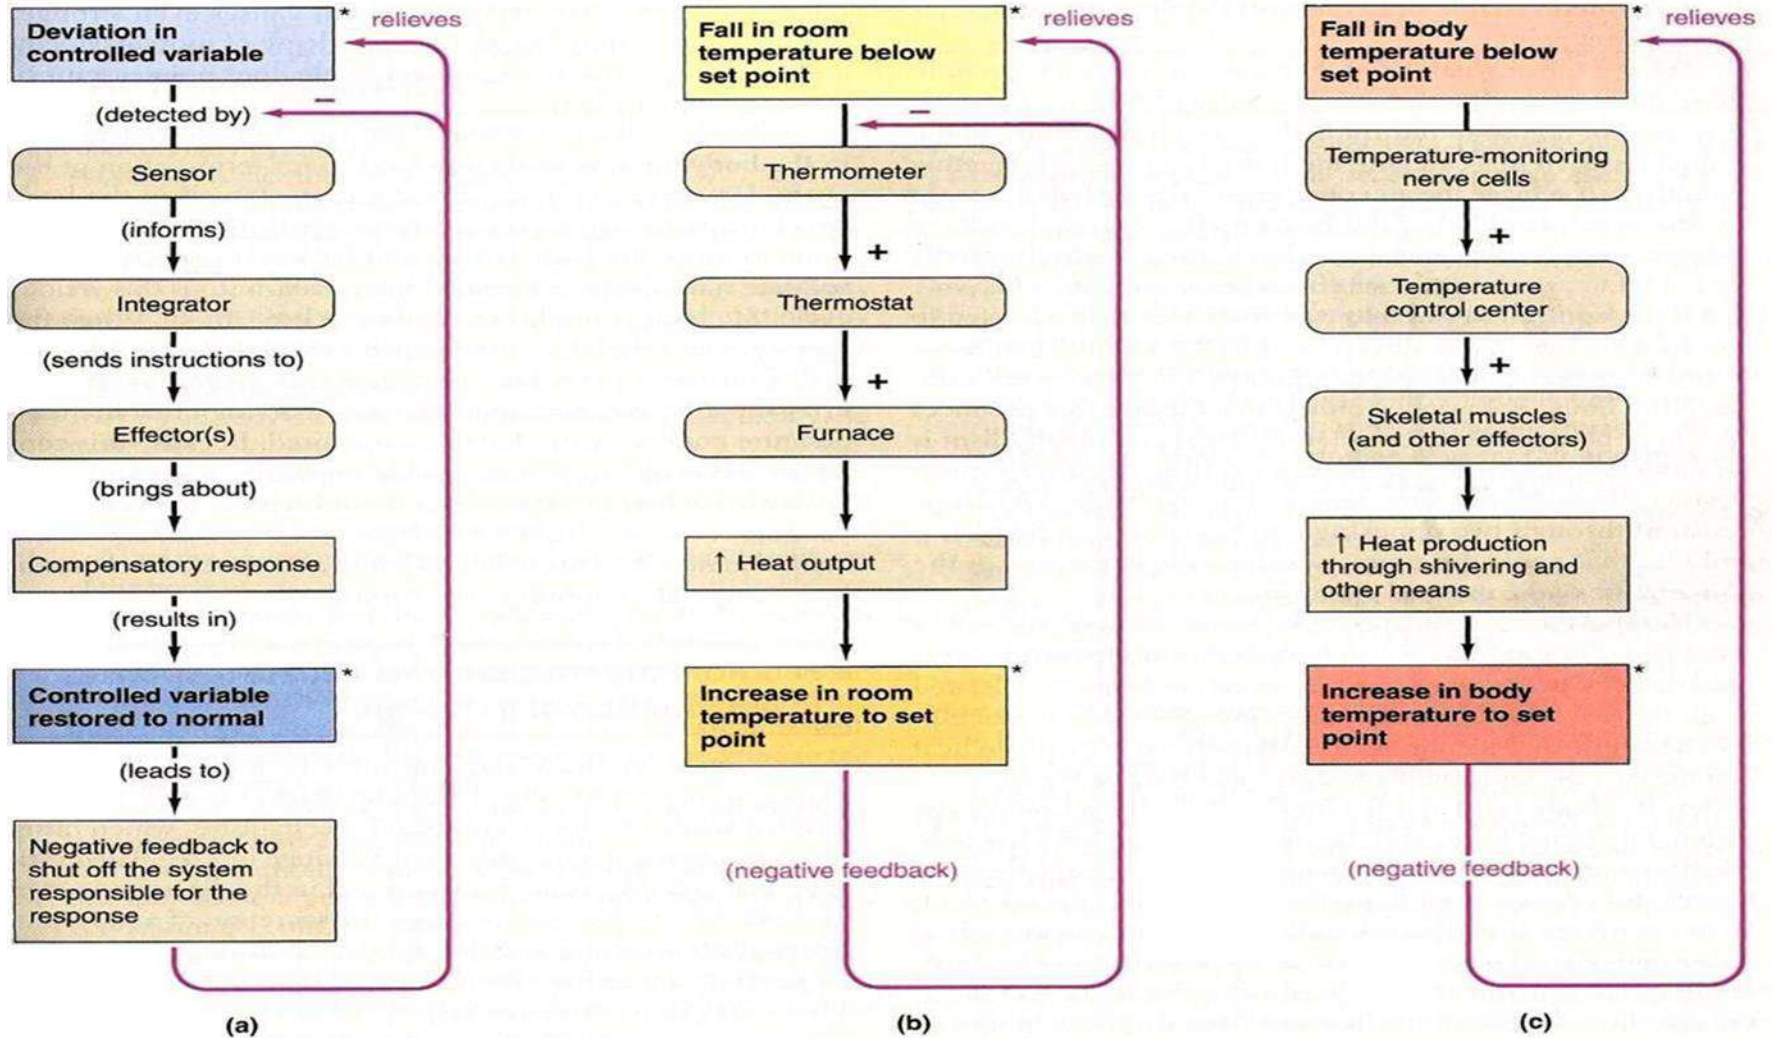 Deviation in
controlled variable
*
relieves
(detected by)
−
Sensor
(informs)
Integrator
(sends instructions to)
Effector(s)
(brings about)
Compensatory response
(results in)
Controlled variable
restored to normal
*
(leads to)
Negative feedback to
shut off the system
responsible for the
response
(a)
Fall in room
temperature below
set point
*
relieves
−
Thermometer
+
Thermostat
+
Furnace
↑ Heat output
Increase in room
temperature to set
point
*
(negative feedback)
(b)
Fall in body
temperature below
set point
*
relieves
Temperature-monitoring
nerve cells
+
Temperature
control center
+
Skeletal muscles
(and other effectors)
↑ Heat production
through shivering and
other means
Increase in body
temperature to set
point
*
(negative feedback)
(c)